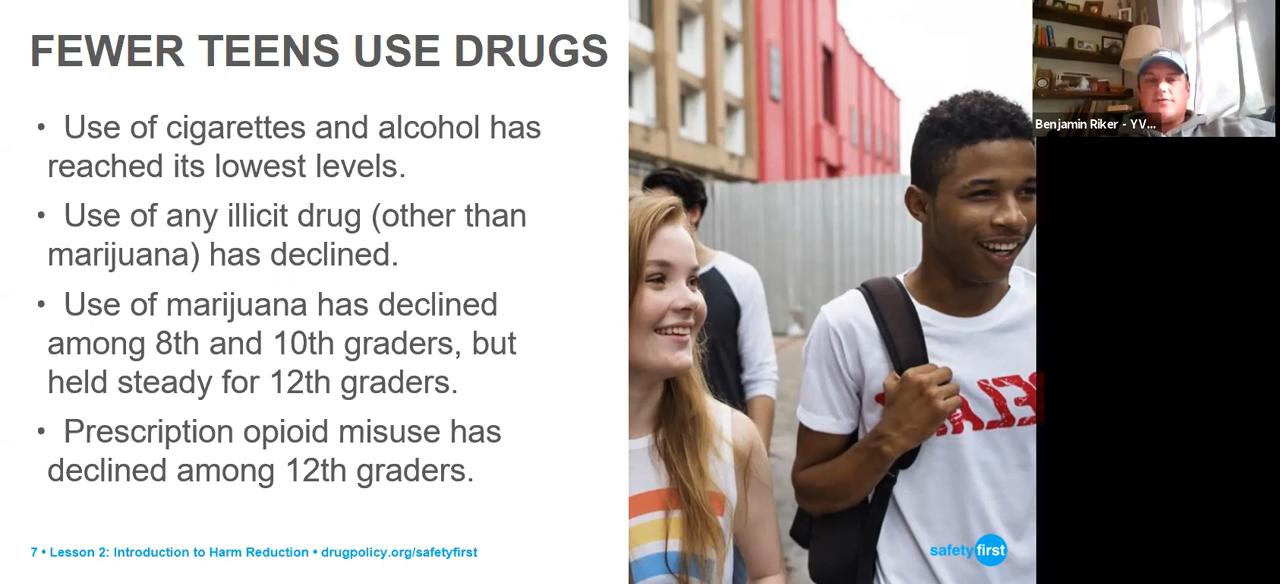 FEWER TEENS USE DRUGS
• Use of cigarettes and alcohol has
reached its lowest levels.
• Use of any illicit drug (other than
marijuana) has declined.
• Use of marijuana has declined
among 8th and 10th graders, but
held steady for 12th graders.
• Prescription opioid misuse has
declined among 12th graders.
7 • Lesson 2: Introduction to Harm Reduction • drugpolicy.org/safetyfirst
safetyfirst
Benjamin Riker - YV...